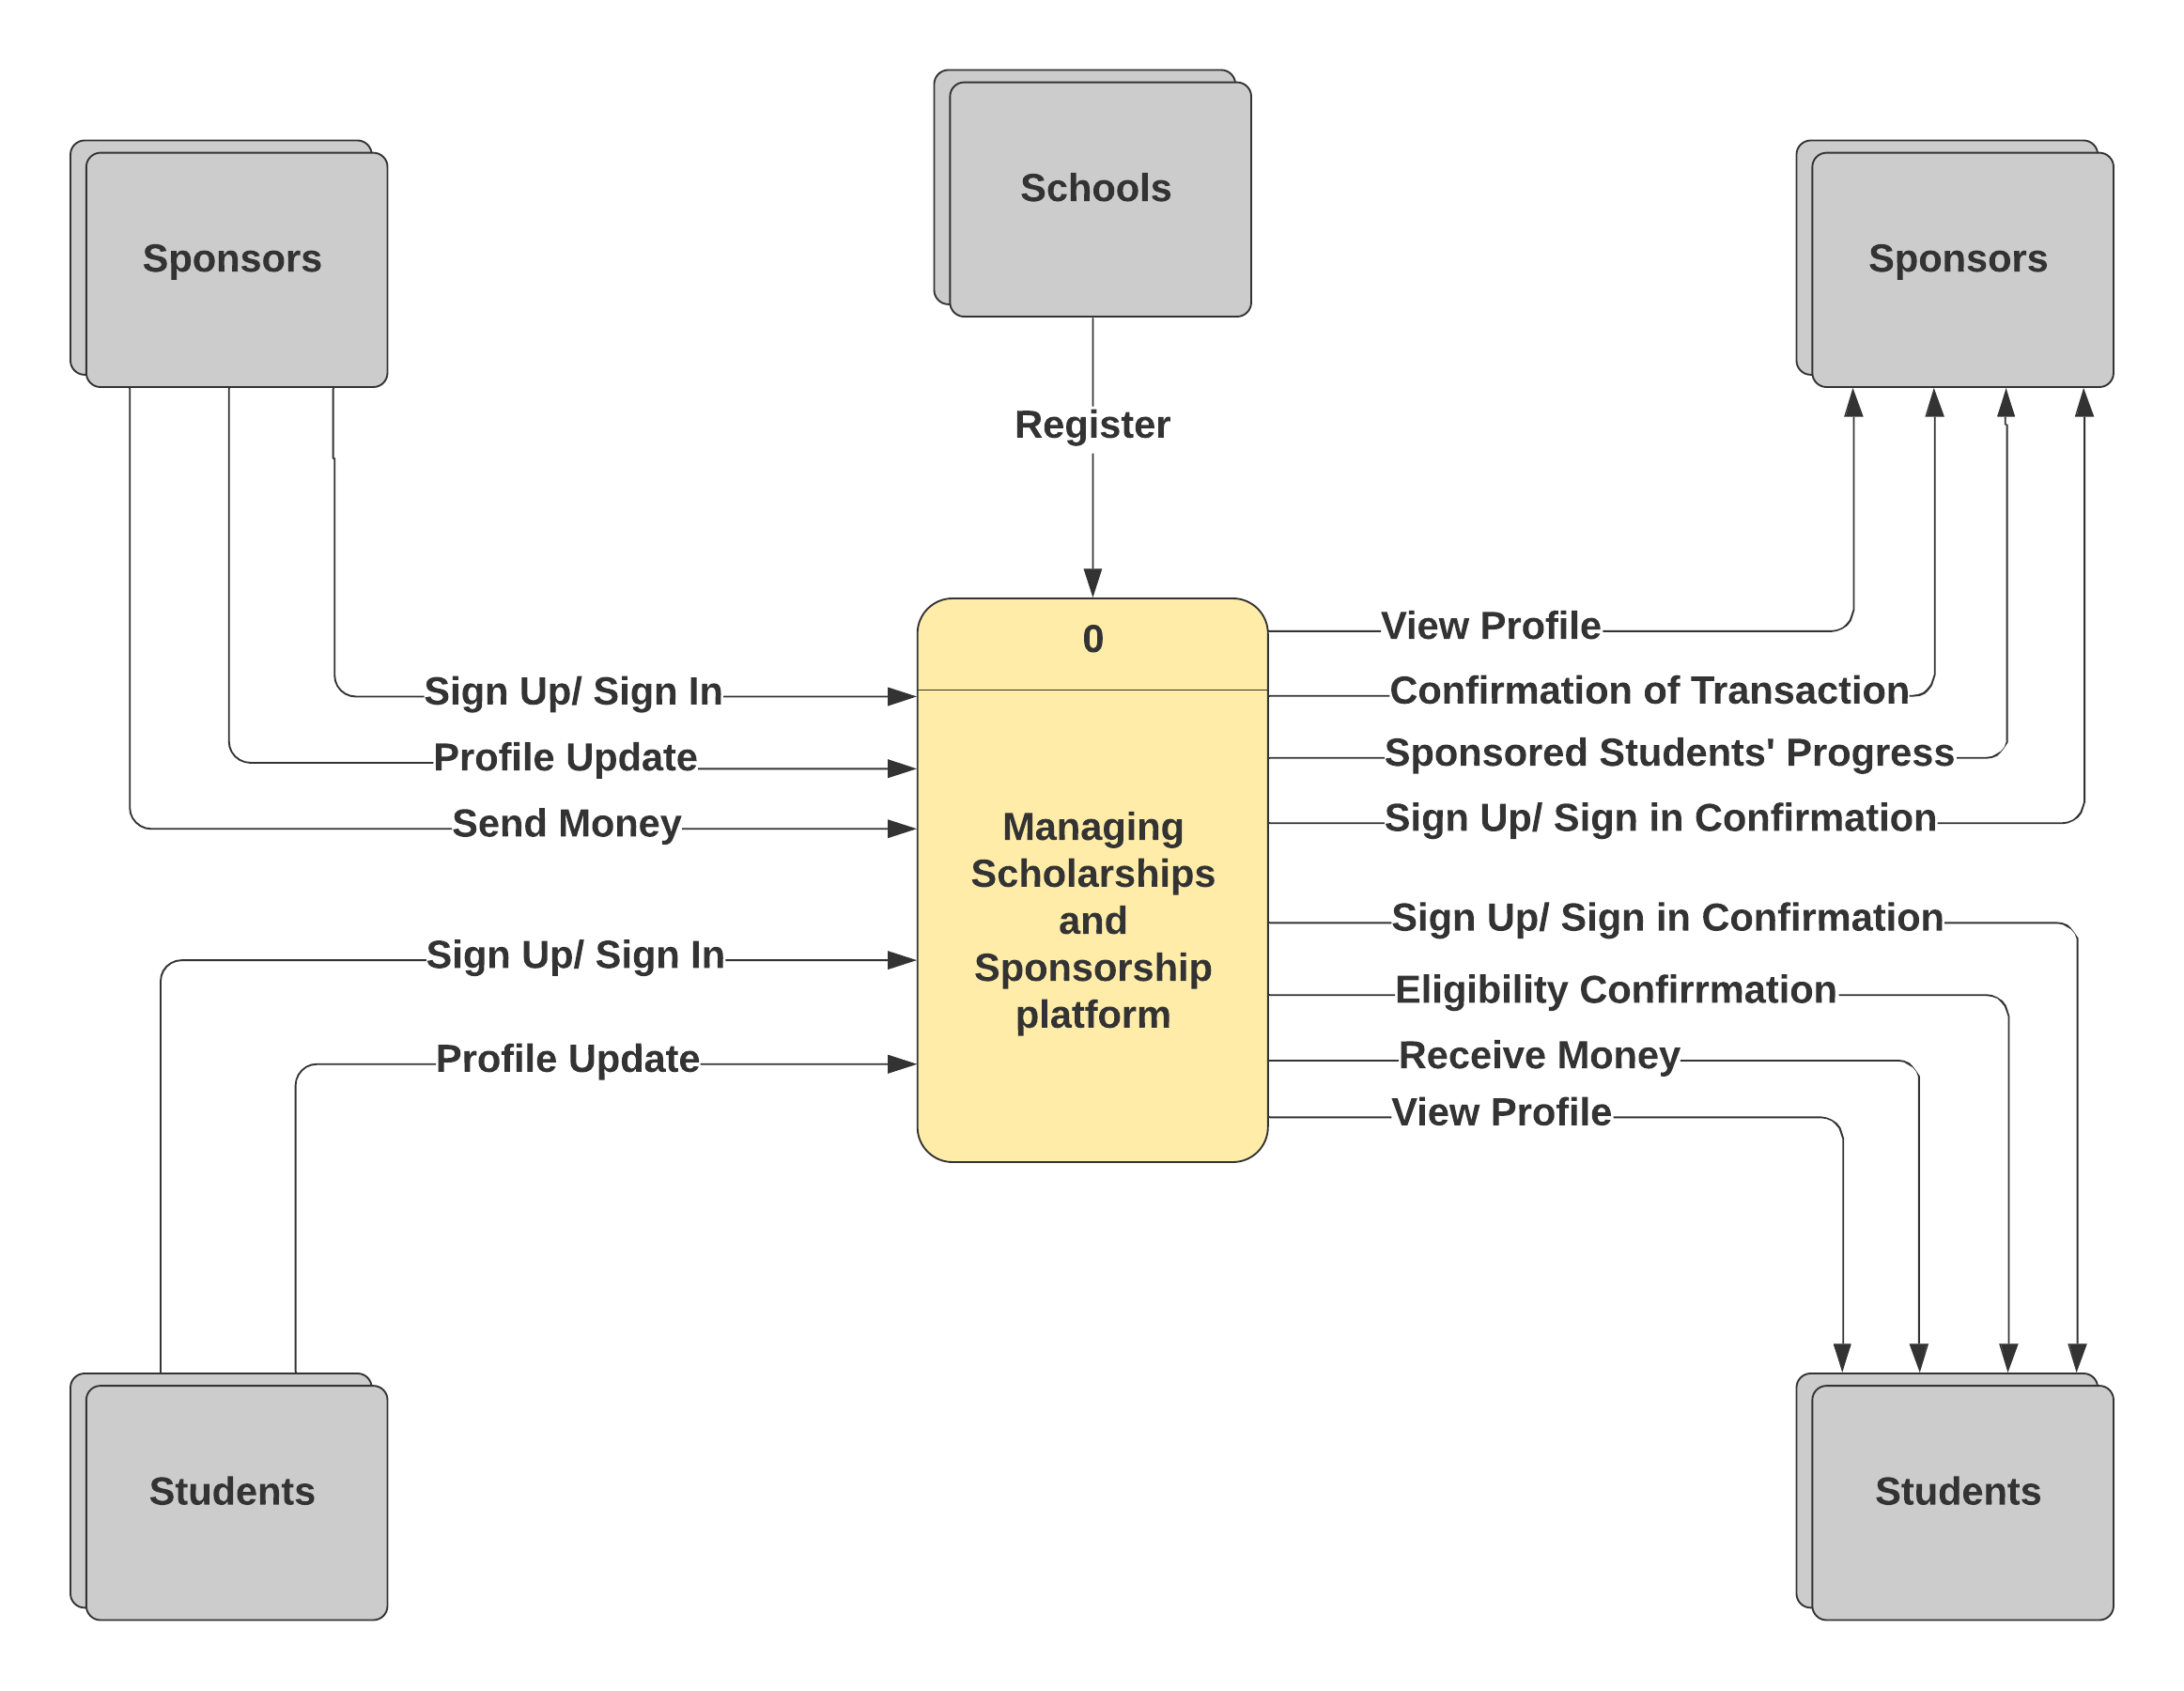 Schools
Sponsors
Sponsors
Register
0
View Profile
Sign Up/ Sign In
Confirmation of Transaction
Profile Update
Sponsored Students' Progress
Send Money
Sign Up/ Sign in Confirmation
Managing
Scholarships
and
Sponsorship
platform
Sign Up/ Sign in Confirmation
Sign Up/ Sign In
Eligibility Confirrmation
Profile Update
Receive Money
View Profile
Students
Students